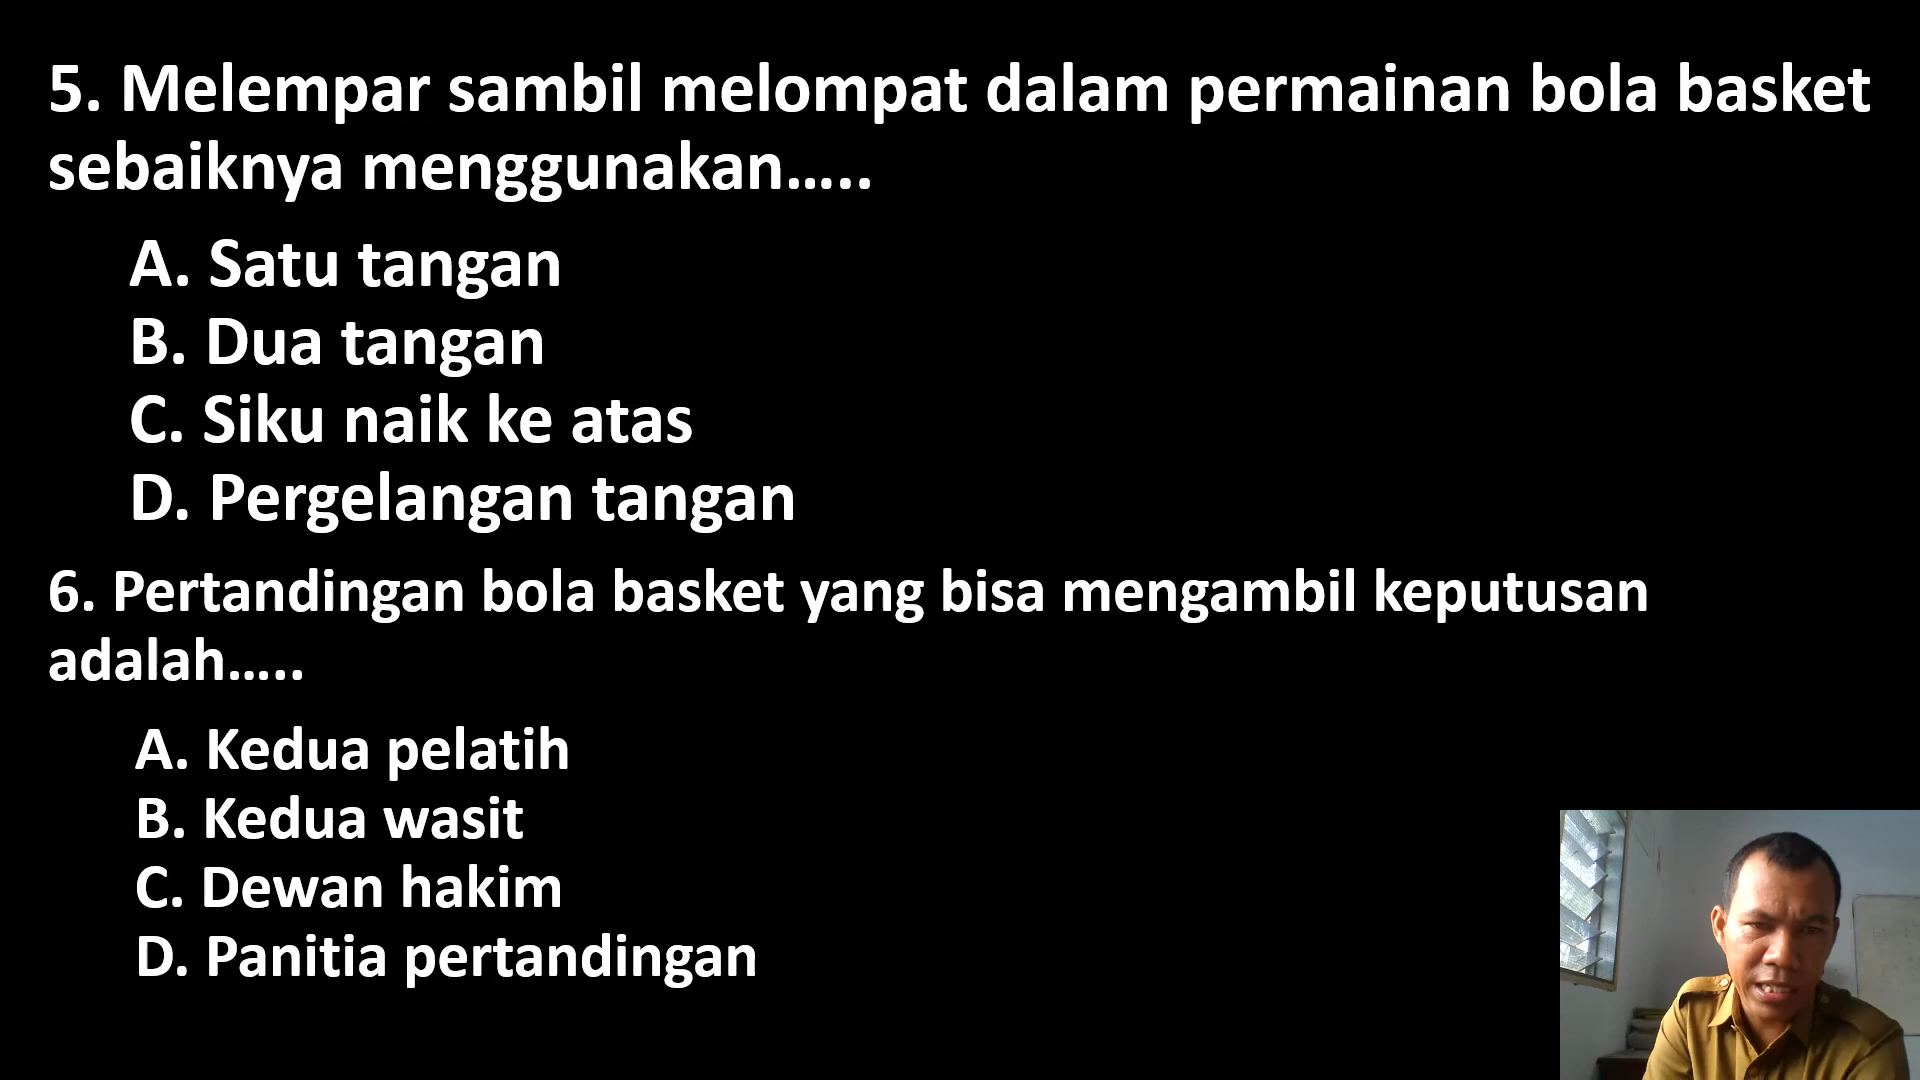 5. Melempar sambil melompat dalam permainan bola basket
sebaiknya menggunakan.....
A. Satu tangan
B. Dua tangan
C. Siku naik ke atas
D. Pergelangan tangan
6. Pertandingan bola basket yang bisa mengambil keputusan
adalah.....
A. Kedua pelatih
B. Kedua wasit
C. Dewan hakim
D. Panitia pertandingan